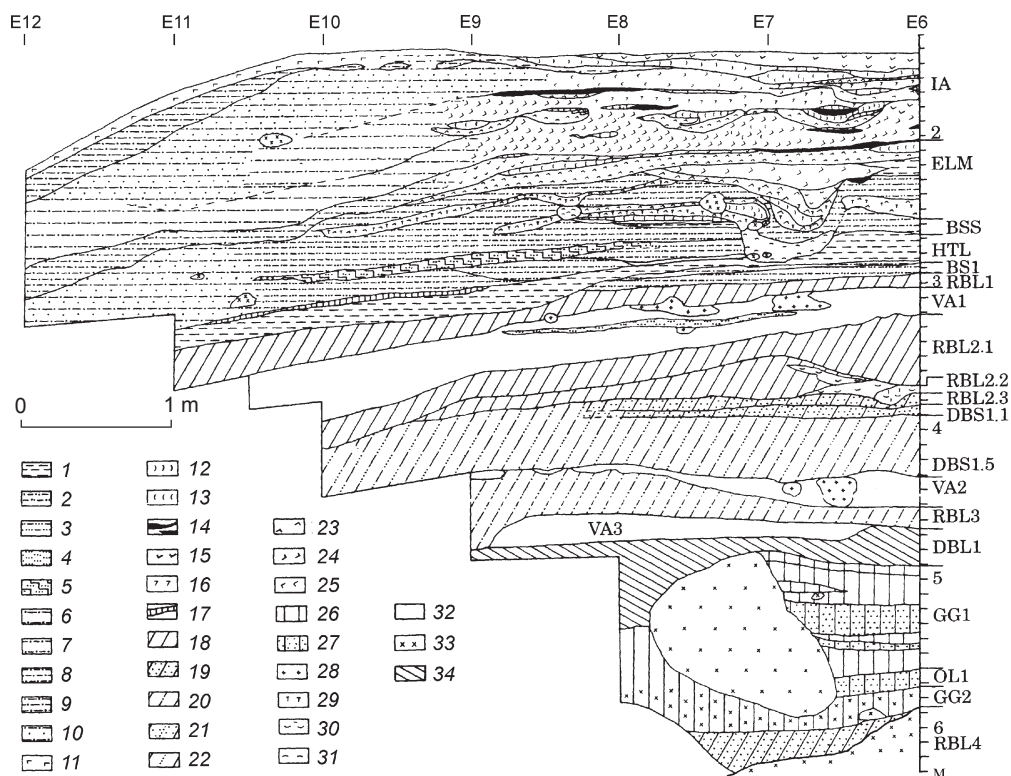 E12 E11 E10 E9 E8 E7 E6
IA
2
ELM
BSS
HTL
BS1
3 RBL1
VA1
RBL2.1
RBL2.2
RBL2.3
DBS1.1
4
DBS1.5
VA2
RBL3
VA3
DBL1
5
GG1
OL1
GG2
6
RBL4
M
0 1 m
1
2
3
4
5
6
7
8
9
10
11
12
13
14
15
16
17
18
19
20
21
22
23
24
25
26
27
28
29
30
31
32
33
34